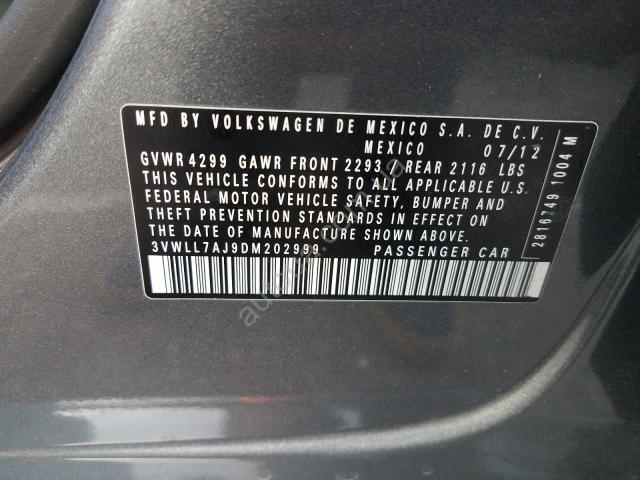 MFD BY VOLKSWAGEN DE MEXICO S.A. DE C.V.
MEXICO 07/12
GVWR 4299 GAWR FRONT 2293 REAR 2116 LBS
THIS VEHICLE CONFORMS TO ALL APPLICABLE U.S.
FEDERAL MOTOR VEHICLE SAFETY, BUMPER AND
THEFT PREVENTION STANDARDS IN EFFECT ON
THE DATE OF MANUFACTURE SHOWN ABOVE.
3VWLL7AJ9DM202999 PASSENGER CAR
2816749 1004 M